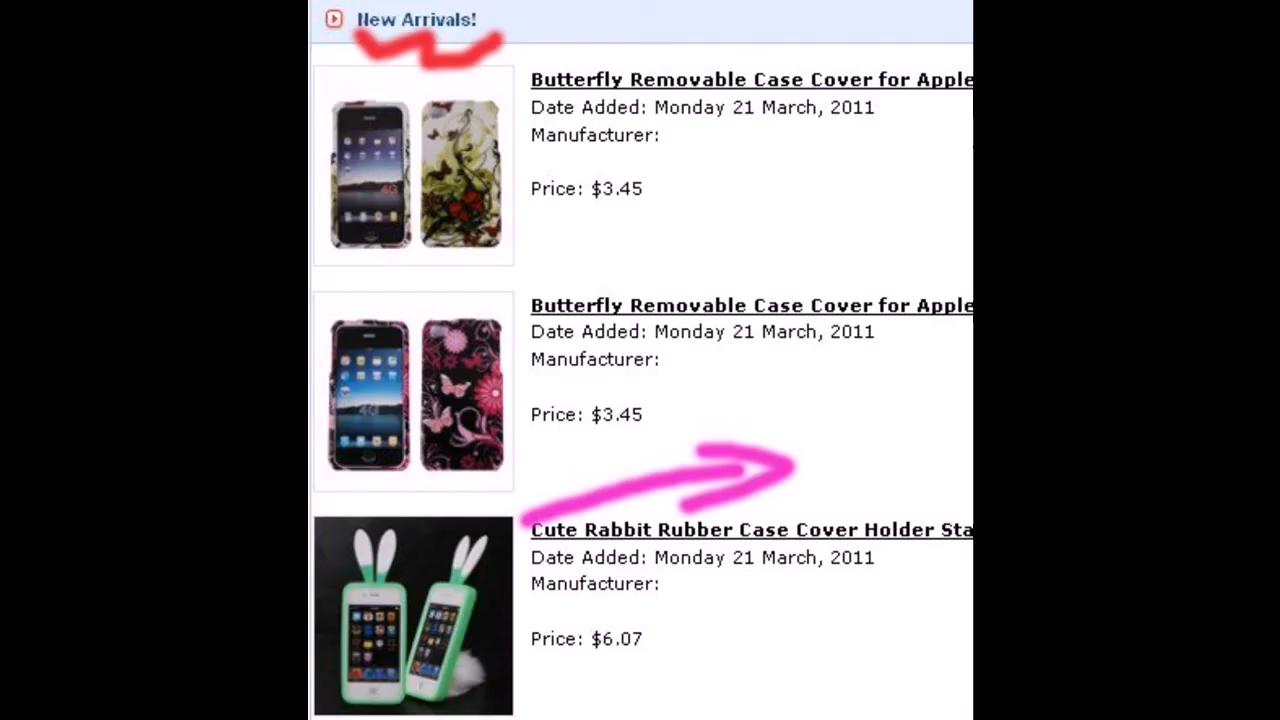 New Arrivals!
Butterfly Removable Case Cover for Apple
Date Added: Monday 21 March, 2011
Manufacturer:
Price: $3.45
4G
Butterfly Removable Case Cover for Apple
Date Added: Monday 21 March, 2011
Manufacturer:
Price: $3.45
4G
Cute Rabbit Rubber Case Cover Holder Sta
Date Added: Monday 21 March, 2011
Manufacturer:
Price: $6.07